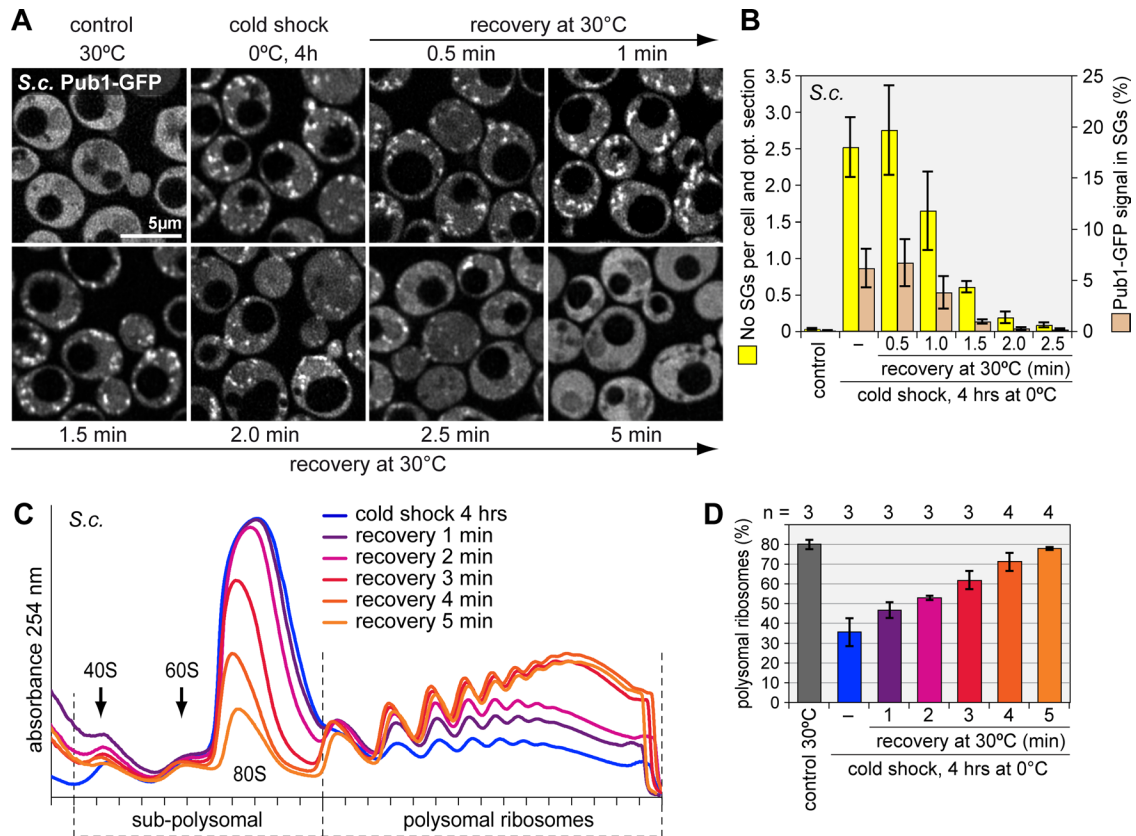 A
control
30ºC
cold shock
0ºC, 4h
recovery at 30°C
0.5 min
1 min
S.c. Pub1-GFP
5µm
1.5 min
2.0 min
2.5 min
5 min
recovery at 30°C
B
S.c.
No SGs per cell and opt. section
3.5
3.0
2.5
2.0
1.5
1.0
0.5
0
25
20
15
10
5
0
Pub1-GFP signal in SGs (%)
control
–
0.5
1.0
1.5
2.0
2.5
recovery at 30ºC (min)
cold shock, 4 hrs at 0ºC
C
S.c.
absorbance 254 nm
40S
60S
80S
cold shock 4 hrs
recovery 1 min
recovery 2 min
recovery 3 min
recovery 4 min
recovery 5 min
sub-polysomal
polysomal ribosomes
D
n = 3 3 3 3 3 4 4
polysomal ribosomes (%)
80
70
60
50
40
30
20
10
0
control 30ºC
–
1
2
3
4
5
recovery at 30ºC (min)
cold shock, 4 hrs at 0ºC